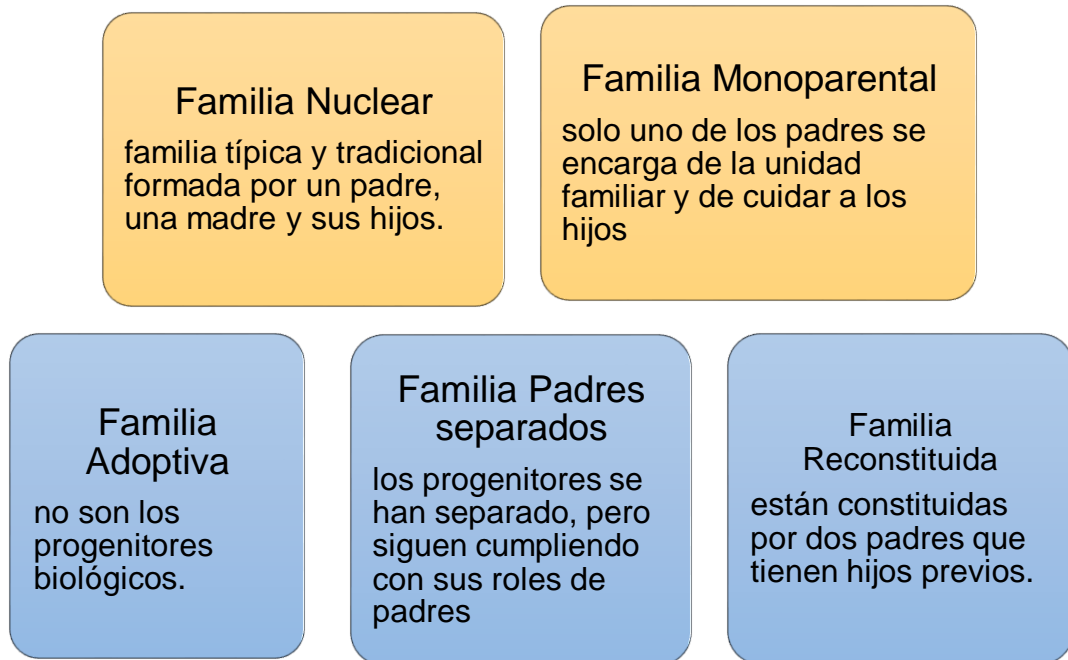 Familia Nuclear
familia típica y tradicional
formada por un padre,
una madre y sus hijos.
Familia Monoparental
solo uno de los padres se
encarga de la unidad
familiar y de cuidar a los
hijos
Familia
Adoptiva
no son los
progenitores
biológicos.
Familia Padres
separados
los progenitores se
han separado, pero
siguen cumpliendo
con sus roles de
padres
Familia
Reconstituida
están constituidas
por dos padres que
tienen hijos previos.